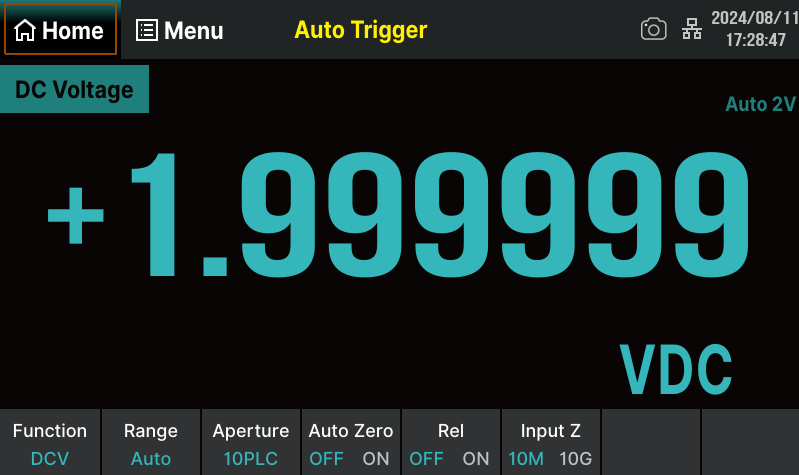 Home Menu Auto Trigger 2024/08/11
17:28:47
DC Voltage
Auto 2V
+1.999999
VDC
Function Range Aperture Auto Zero Rel Input Z
DCV Auto 10PLC OFF ON OFF ON 10M 10G